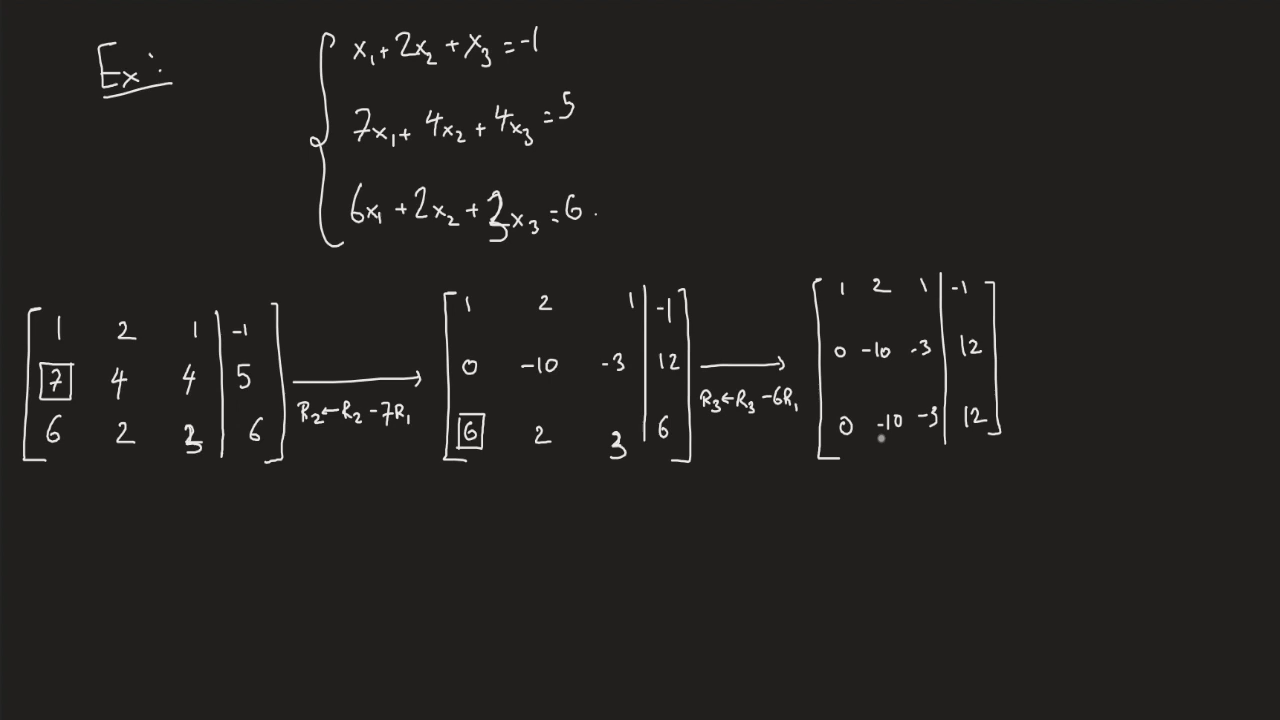 Ex:
x₁ + 2x₂ + x₃ = -1
7x₁ + 4x₂ + 4x₃ = 5
6x₁ + 2x₂ + 3x₃ = 6.
1 2 1 | -1
7 4 4 | 5
6 2 3 | 6
R₂ ← R₂ - 7R₁
1 2 1 | -1
0 -10 -3 | 12
6 2 3 | 6
R₃ ← R₃ - 6R₁
1 2 1 | -1
0 -10 -3 | 12
0 -10 -3 | 12